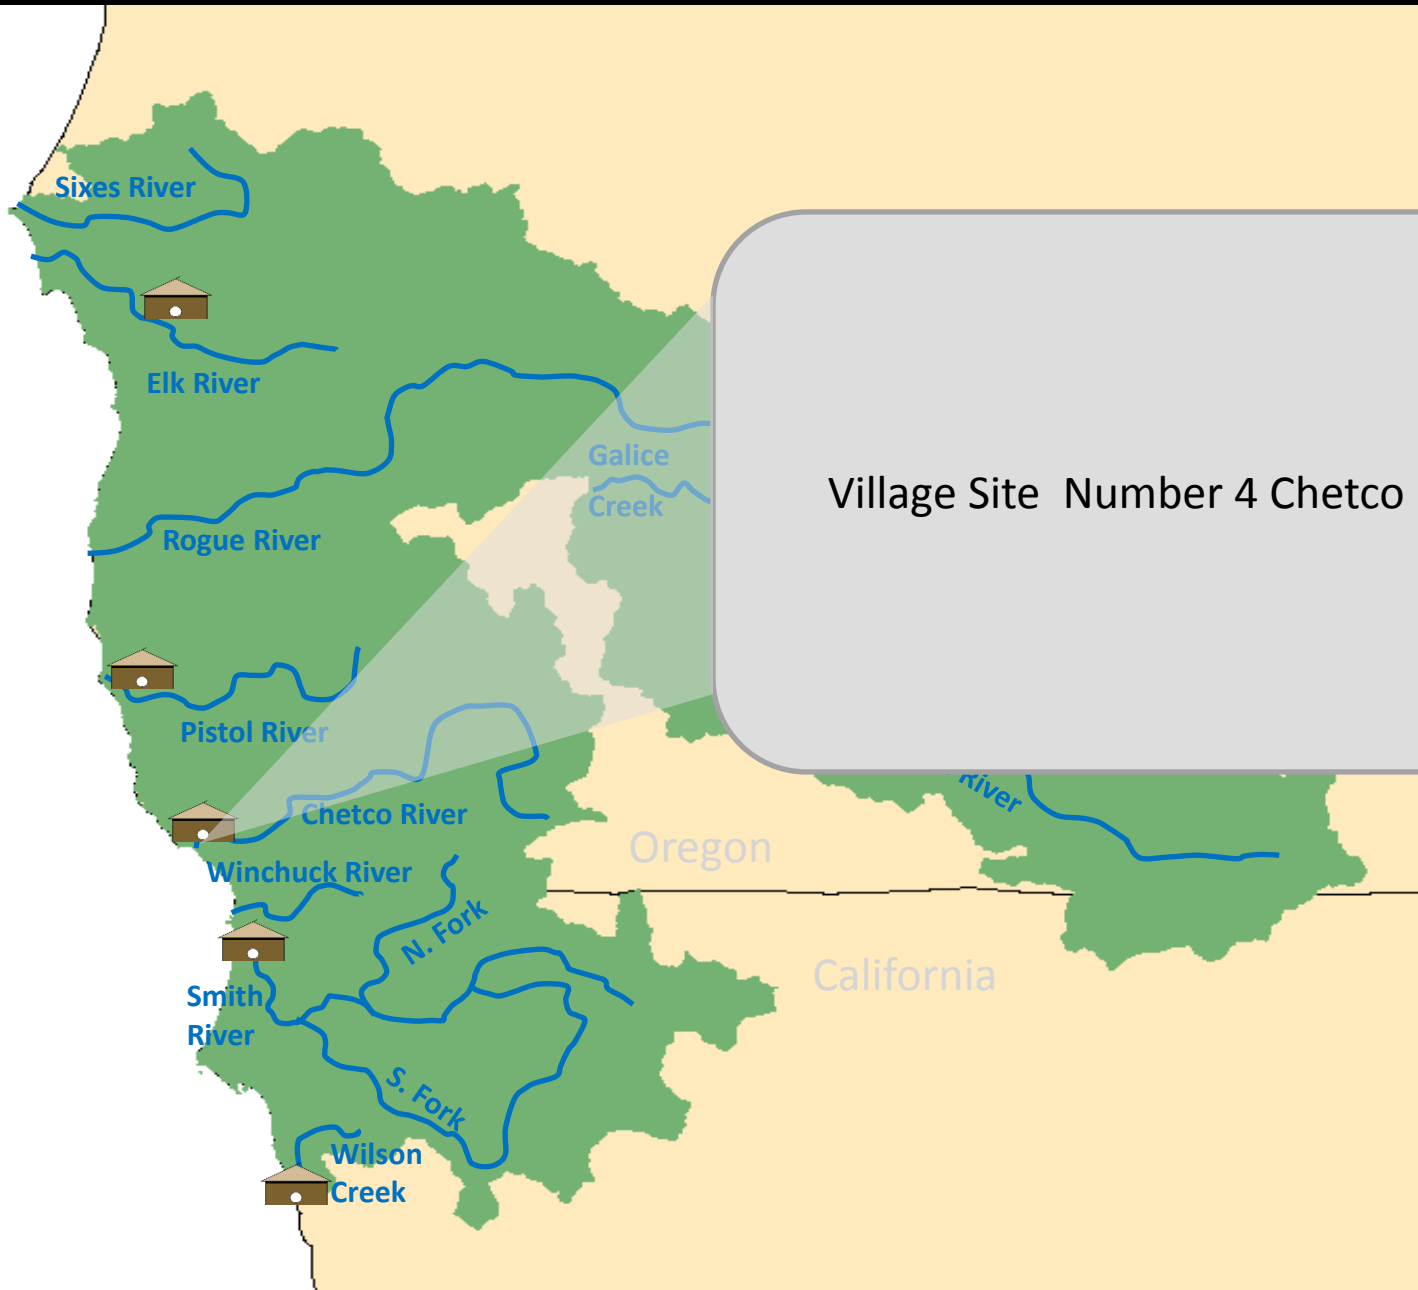 Sixes River
Elk River
Galice
Creek
Village Site  Number 4 Chetco
Rogue River
Pistol River
Chetco River
River
Oregon
Winchuck River
N. Fork
California
Smith
River
S. Fork
Wilson
Creek